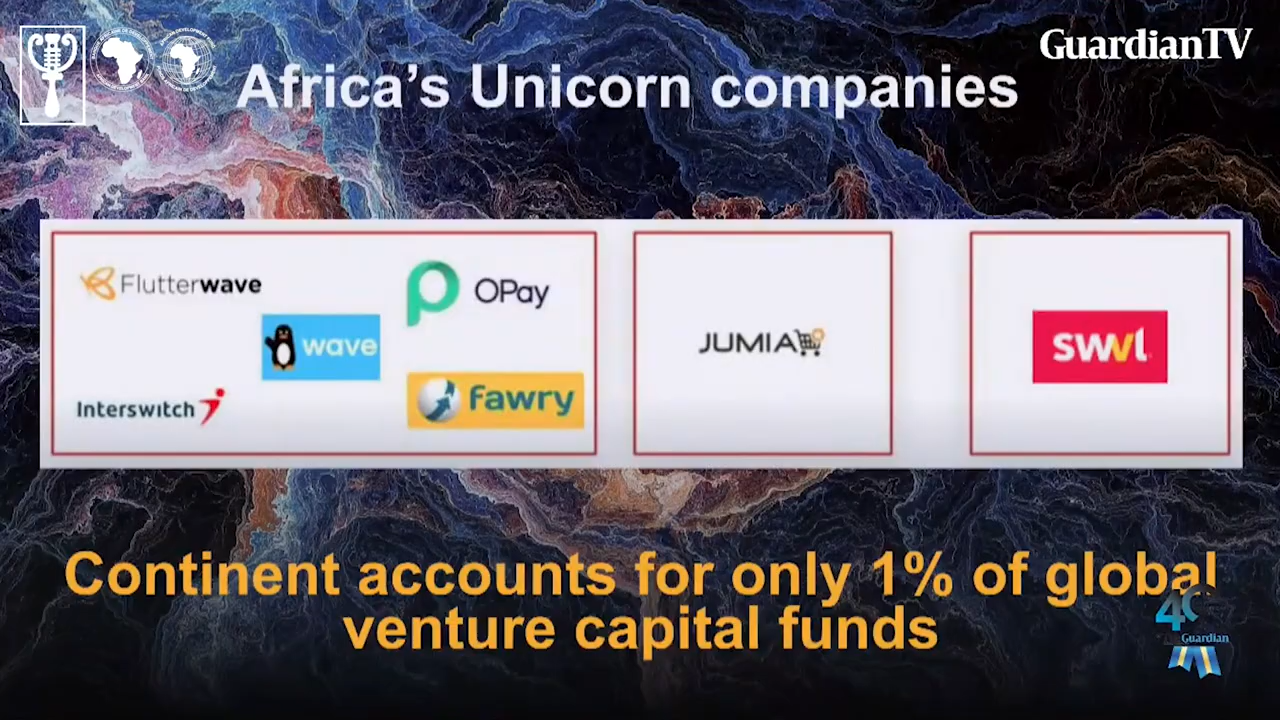 GuardianTV
Africa's Unicorn companies
Flutterwave
OPay
wave
Interswitch
fawry
JUMIA
swvl
Continent accounts for only 1% of global
venture capital funds
40
Guardian